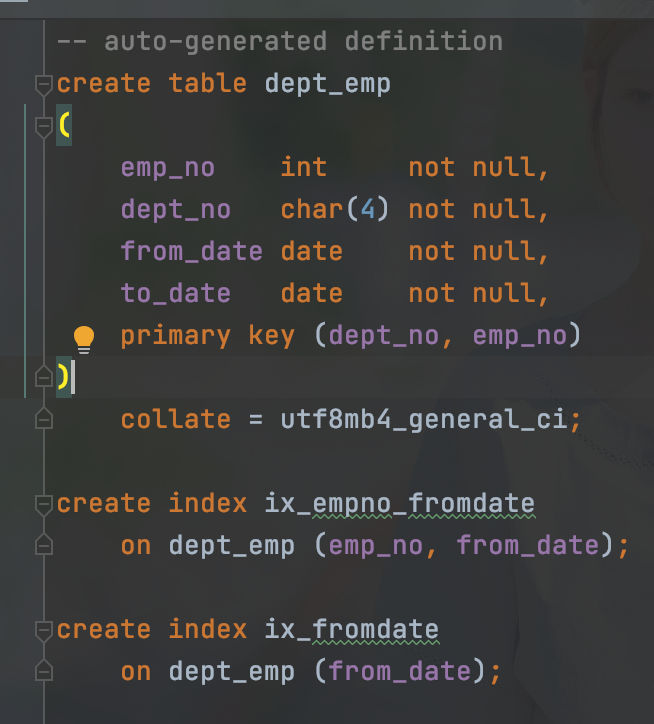 -- auto-generated definition
create table dept_emp
(
    emp_no    int     not null,
    dept_no   char(4) not null,
    from_date date    not null,
    to_date   date    not null,
    primary key (dept_no, emp_no)
)
    collate = utf8mb4_general_ci;

create index ix_empno_fromdate
    on dept_emp (emp_no, from_date);

create index ix_fromdate
    on dept_emp (from_date);